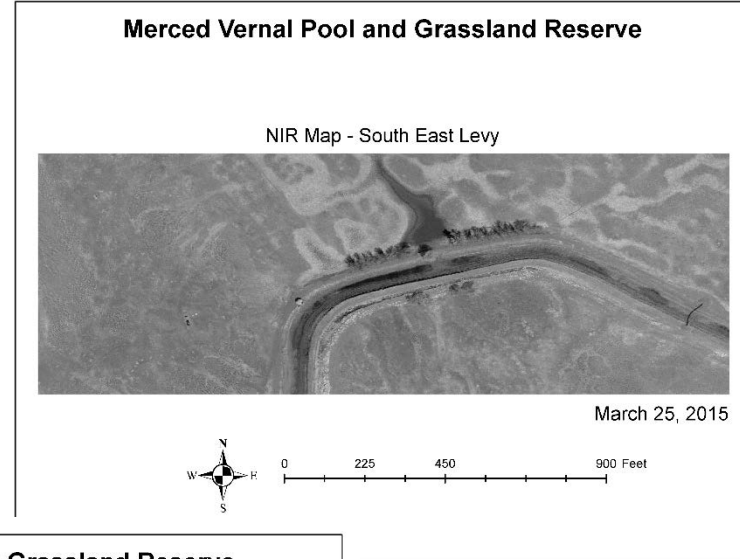 Merced Vernal Pool and Grassland Reserve
NIR Map - South East Levy
March 25, 2015
N
W E
S
0 225 450 900 Feet
Grassland Reserve